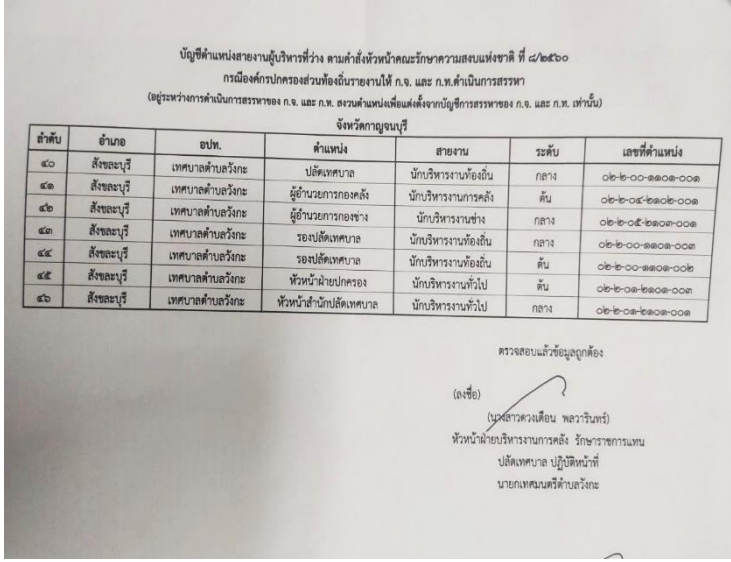 บัญชีตำแหน่งสายงานผู้บริหารที่ว่าง ตามคำสั่งหัวหน้าคณะรักษาความสงบแห่งชาติ ที่ ๘/๒๕๖๐
กรณีองค์กรปกครองส่วนท้องถิ่นรายงานให้ ก.จ. และ ก.ท.ดำเนินการสรรหา
(อยู่ระหว่างการดำเนินการสรรหาของ ก.จ. และ ก.ท. สงวนตำแหน่งเพื่อแต่งตั้งจากบัญชีการสรรหาของ ก.จ. และ ก.ท. เท่านั้น)
จังหวัดกาญจนบุรี
ลำดับ อำเภอ อปท. ตำแหน่ง สายงาน ระดับ เลขที่ตำแหน่ง
๔๐ สังขละบุรี เทศบาลตำบลวังกะ ปลัดเทศบาล นักบริหารงานท้องถิ่น กลาง ๐๒-๒-๐๐-๑๑๐๑-๐๐๑
๔๑ สังขละบุรี เทศบาลตำบลวังกะ ผู้อำนวยการกองคลัง นักบริหารงานการคลัง ต้น ๐๒-๒-๐๔-๒๑๐๒-๐๐๑
๔๒ สังขละบุรี เทศบาลตำบลวังกะ ผู้อำนวยการกองช่าง นักบริหารงานช่าง กลาง ๐๒-๒-๐๕-๒๑๐๓-๐๐๑
๔๓ สังขละบุรี เทศบาลตำบลวังกะ รองปลัดเทศบาล นักบริหารงานท้องถิ่น กลาง ๐๒-๒-๐๐-๑๑๐๑-๐๐๓
๔๔ สังขละบุรี เทศบาลตำบลวังกะ รองปลัดเทศบาล นักบริหารงานท้องถิ่น ต้น ๐๒-๒-๐๐-๑๑๐๑-๐๐๒
๔๕ สังขละบุรี เทศบาลตำบลวังกะ หัวหน้าฝ่ายปกครอง นักบริหารงานทั่วไป ต้น ๐๒-๒-๐๑-๒๑๐๑-๐๐๓
๔๖ สังขละบุรี เทศบาลตำบลวังกะ หัวหน้าสำนักปลัดเทศบาล นักบริหารงานทั่วไป กลาง ๐๒-๒-๐๑-๒๑๐๑-๐๐๑
ตรวจสอบแล้วข้อมูลถูกต้อง
(ลงชื่อ)
(นางสาวดวงเดือน พลวารินทร์)
หัวหน้าฝ่ายบริหารงานการคลัง รักษาราชการแทน
ปลัดเทศบาล ปฏิบัติหน้าที่
นายกเทศมนตรีตำบลวังกะ